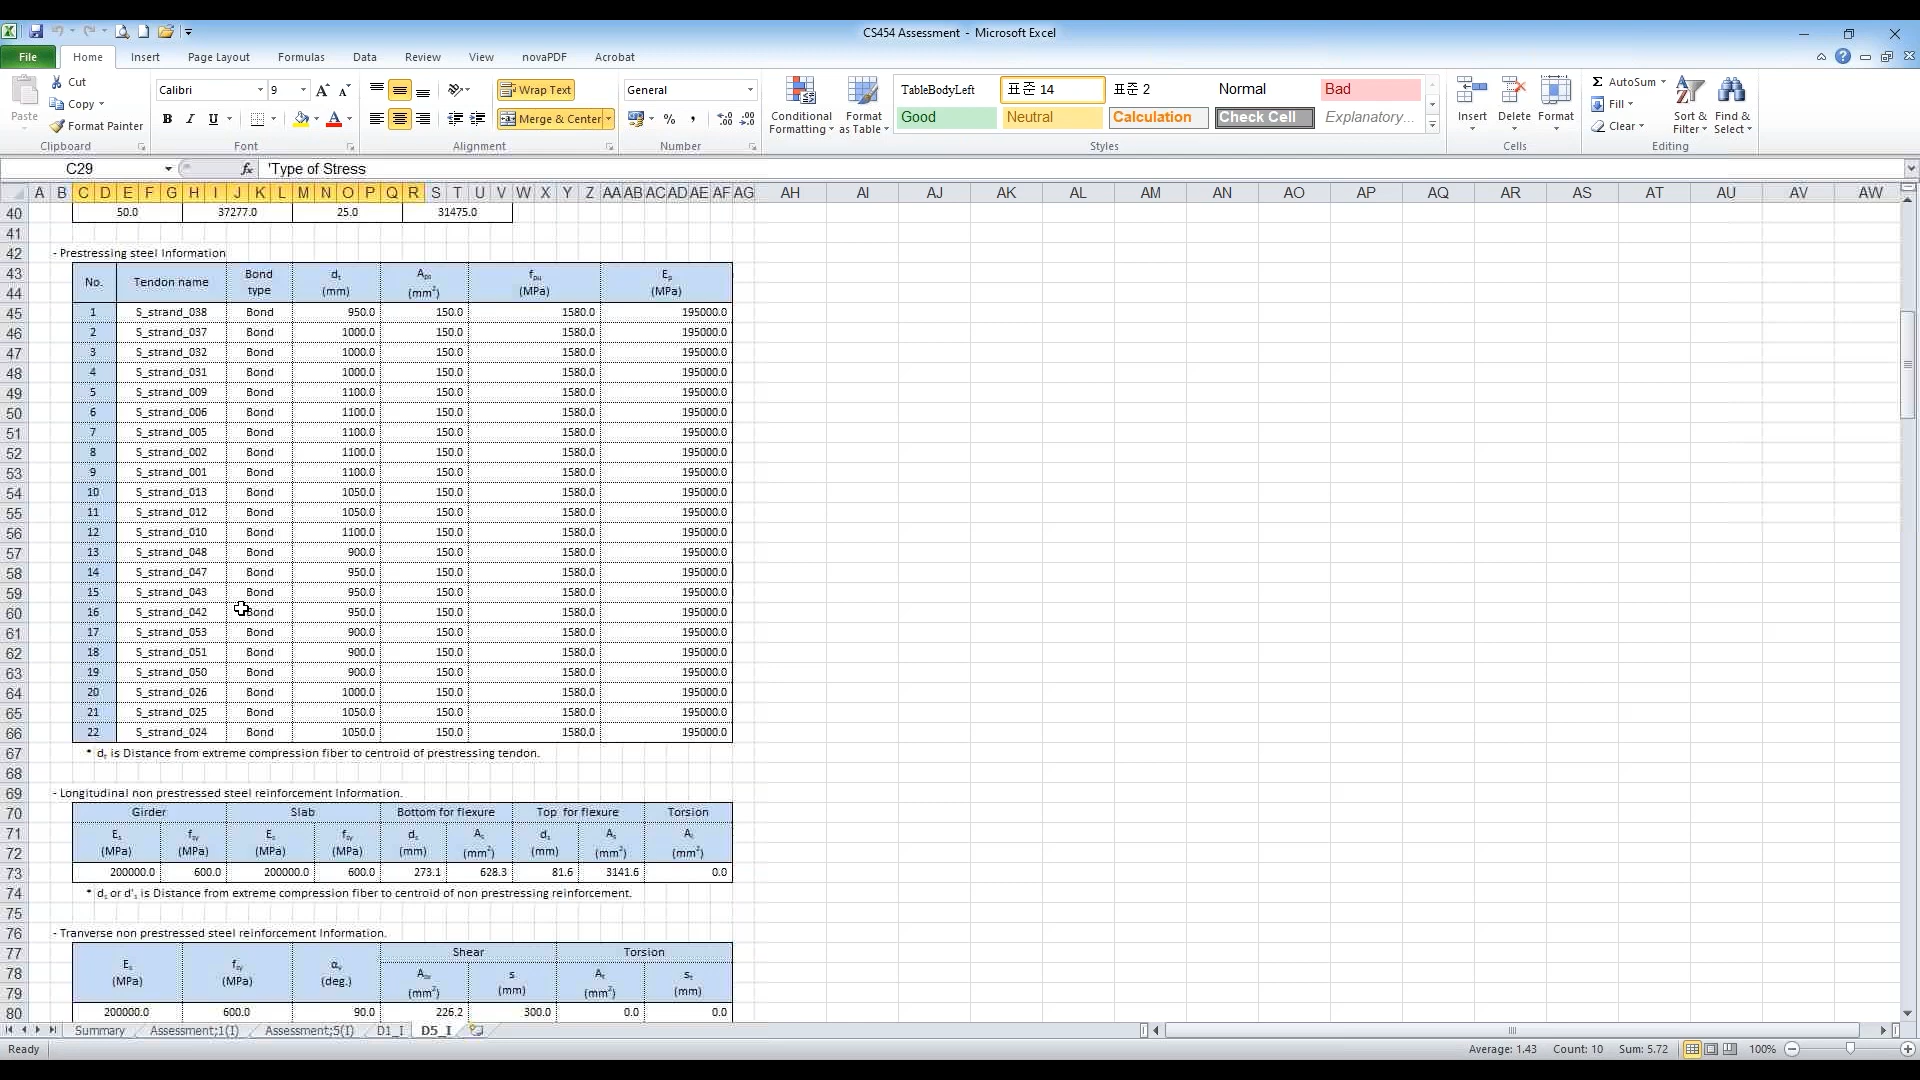 CS454 Assessment - Microsoft Excel
File Home Insert Page Layout Formulas Data Review View novaPDF Acrobat
Paste
Cut
Copy
Format Painter
Clipboard
Calibri 9
B I U
Font
Wrap Text
Merge & Center
Alignment
General
% ,
Number
Conditional Formatting
Format as Table
TableBodyLeft 표준 14 표준 2 Normal Bad
Good Neutral Calculation Check Cell Explanatory...
Styles
Insert Delete Format
Cells
Σ AutoSum
Fill
Clear
Sort & Filter
Find & Select
Editing
C29 fx 'Type of Stress
A B C D E F G H I J K L M N O P Q R S T U V W X Y Z AA AB AC AD AE AF AG AH AI AJ AK AL AM AN AO AP AQ AR AS AT AU AV AW
40 50.0 37277.0 25.0 31475.0
41
42 - Prestressing steel Information
43 No. Tendon name Bond type dt Aps fpu Ep
44 (mm) (mm²) (MPa) (MPa)
45 1 S_strand_038 Bond 950.0 150.0 1580.0 195000.0
46 2 S_strand_037 Bond 1000.0 150.0 1580.0 195000.0
47 3 S_strand_032 Bond 1000.0 150.0 1580.0 195000.0
48 4 S_strand_031 Bond 1000.0 150.0 1580.0 195000.0
49 5 S_strand_009 Bond 1100.0 150.0 1580.0 195000.0
50 6 S_strand_006 Bond 1100.0 150.0 1580.0 195000.0
51 7 S_strand_005 Bond 1100.0 150.0 1580.0 195000.0
52 8 S_strand_002 Bond 1100.0 150.0 1580.0 195000.0
53 9 S_strand_001 Bond 1100.0 150.0 1580.0 195000.0
54 10 S_strand_013 Bond 1050.0 150.0 1580.0 195000.0
55 11 S_strand_012 Bond 1050.0 150.0 1580.0 195000.0
56 12 S_strand_010 Bond 1100.0 150.0 1580.0 195000.0
57 13 S_strand_048 Bond 900.0 150.0 1580.0 195000.0
58 14 S_strand_047 Bond 950.0 150.0 1580.0 195000.0
59 15 S_strand_043 Bond 950.0 150.0 1580.0 195000.0
60 16 S_strand_042 Bond 950.0 150.0 1580.0 195000.0
61 17 S_strand_053 Bond 900.0 150.0 1580.0 195000.0
62 18 S_strand_051 Bond 900.0 150.0 1580.0 195000.0
63 19 S_strand_050 Bond 900.0 150.0 1580.0 195000.0
64 20 S_strand_026 Bond 1000.0 150.0 1580.0 195000.0
65 21 S_strand_025 Bond 1050.0 150.0 1580.0 195000.0
66 22 S_strand_024 Bond 1050.0 150.0 1580.0 195000.0
67 * dt is Distance from extreme compression fiber to centroid of prestressing tendon.
68
69 - Longitudinal non prestressed steel reinforcement Information.
70 Girder Slab Bottom for flexure Top for flexure Torsion
71 Es fsy Es fsy ds As ds As Al
72 (MPa) (MPa) (MPa) (MPa) (mm) (mm²) (mm) (mm²) (mm²)
73 200000.0 600.0 200000.0 600.0 273.1 628.3 81.6 3141.6 0.0
74 * ds or d's is Distance from extreme compression fiber to centroid of non prestressing reinforcement.
75
76 - Tranverse non prestressed steel reinforcement Information.
77 Shear Torsion
78 Es fsy αv Asv s At st
79 (MPa) (MPa) (deg.) (mm²) (mm) (mm²) (mm)
80 200000.0 600.0 90.0 226.2 300.0 0.0 0.0
Summary Assessment;1(I) Assessment;5(I) D1_I D5_I
Ready Average: 1.43 Count: 10 Sum: 5.72 100%